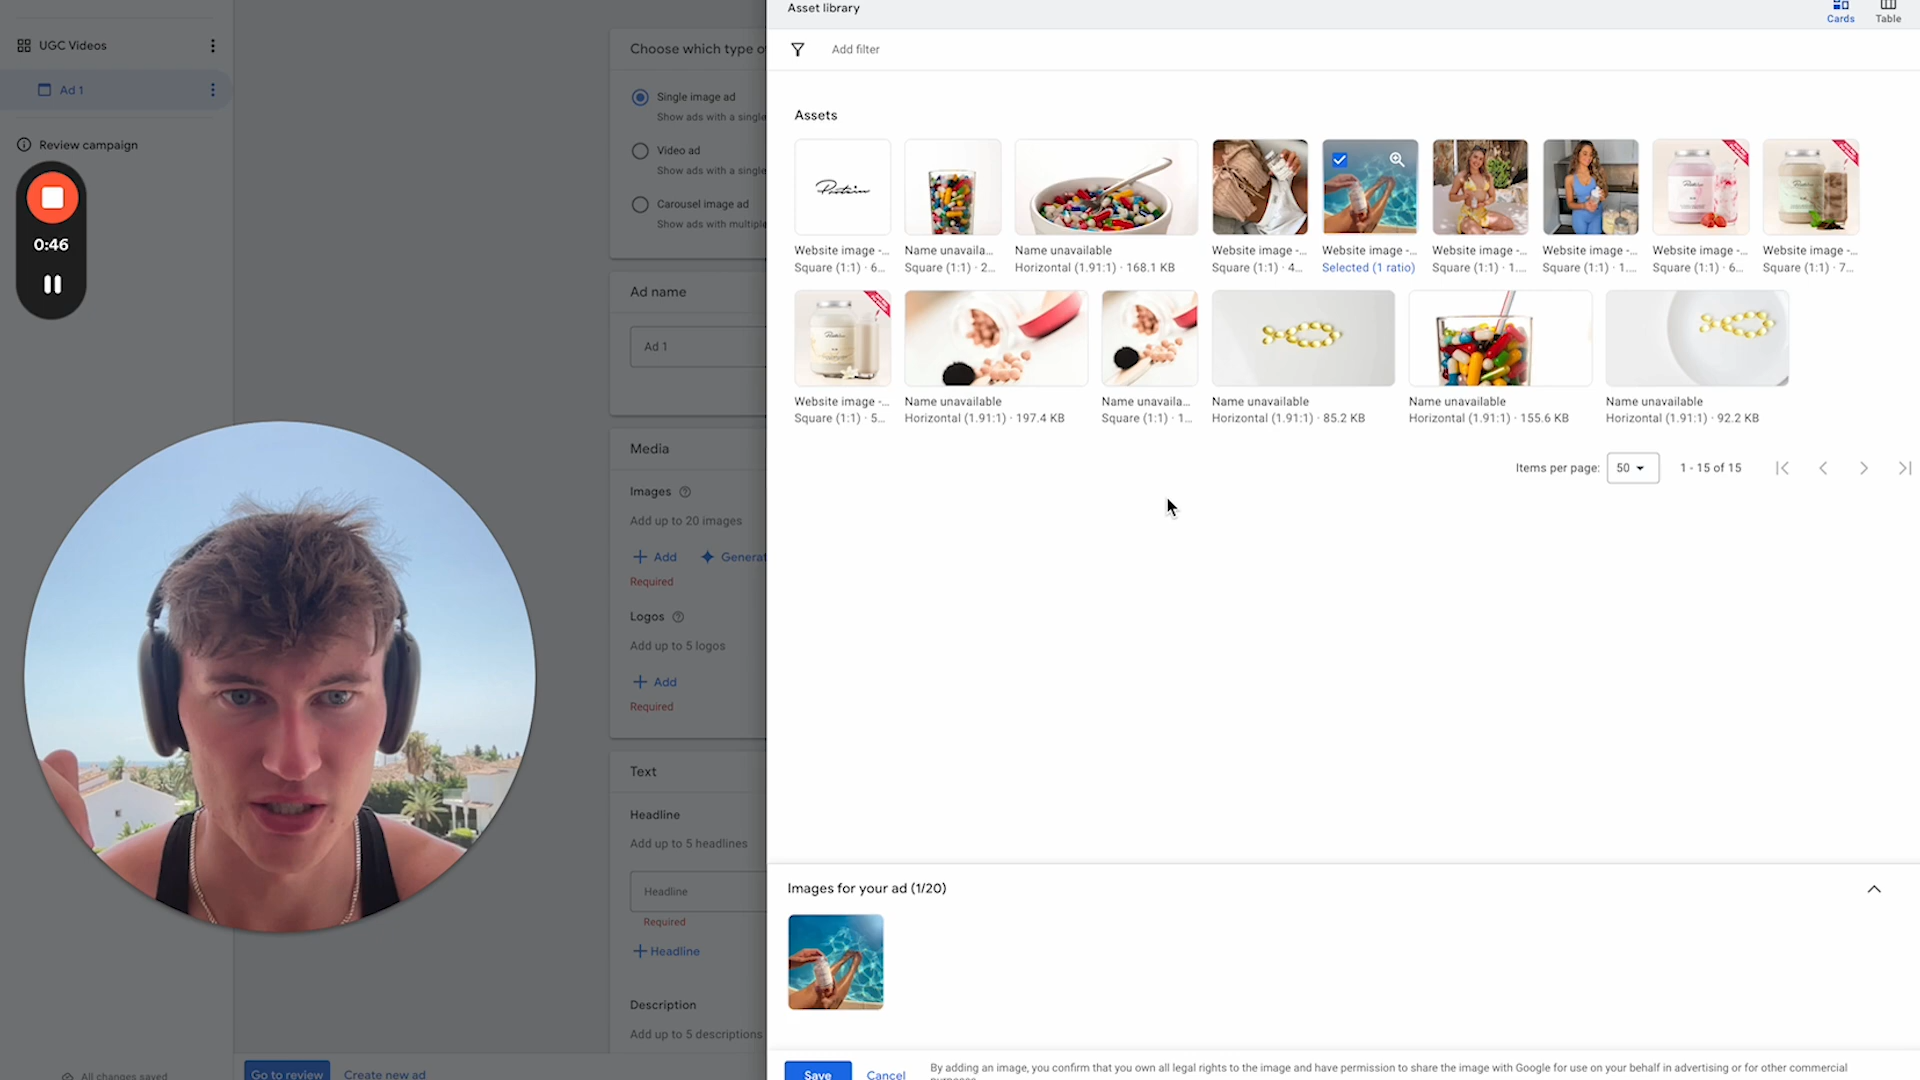 Asset library
Cards
Table
UGC Videos
Choose which type o
Add filter
Ad 1
Single image ad
Show ads with a single
Assets
Review campaign
Video ad
Show ads with a single
Protein
Carousel image ad
Show ads with multiple
0:46
Website image -...
Square (1:1) · 6...
Name unavaila...
Square (1:1) · 2...
Name unavailable
Horizontal (1.91:1) · 168.1 KB
Website image -...
Square (1:1) · 4...
Website image -...
Selected (1 ratio)
Website image -...
Square (1:1) · 1....
Website image -...
Square (1:1) · 1....
Website image -...
Square (1:1) · 6...
Website image -...
Square (1:1) · 7...
Ad name
Ad 1
Website image -...
Square (1:1) · 5...
Name unavailable
Horizontal (1.91:1) · 197.4 KB
Name unavaila...
Square (1:1) · 1...
Name unavailable
Horizontal (1.91:1) · 85.2 KB
Name unavailable
Horizontal (1.91:1) · 155.6 KB
Name unavailable
Horizontal (1.91:1) · 92.2 KB
Media
Items per page:
50
1 - 15 of 15
Images
Add up to 20 images
Add
Generat
Required
Logos
Add up to 5 logos
Add
Required
Text
Headline
Add up to 5 headlines
Headline
Required
Headline
Description
Add up to 5 descriptions
Images for your ad (1/20)
All changes saved
Go to review
Create new ad
Save
Cancel
By adding an image, you confirm that you own all legal rights to the image and have permission to share the image with Google for use on your behalf in advertising or for other commercial
purposes.